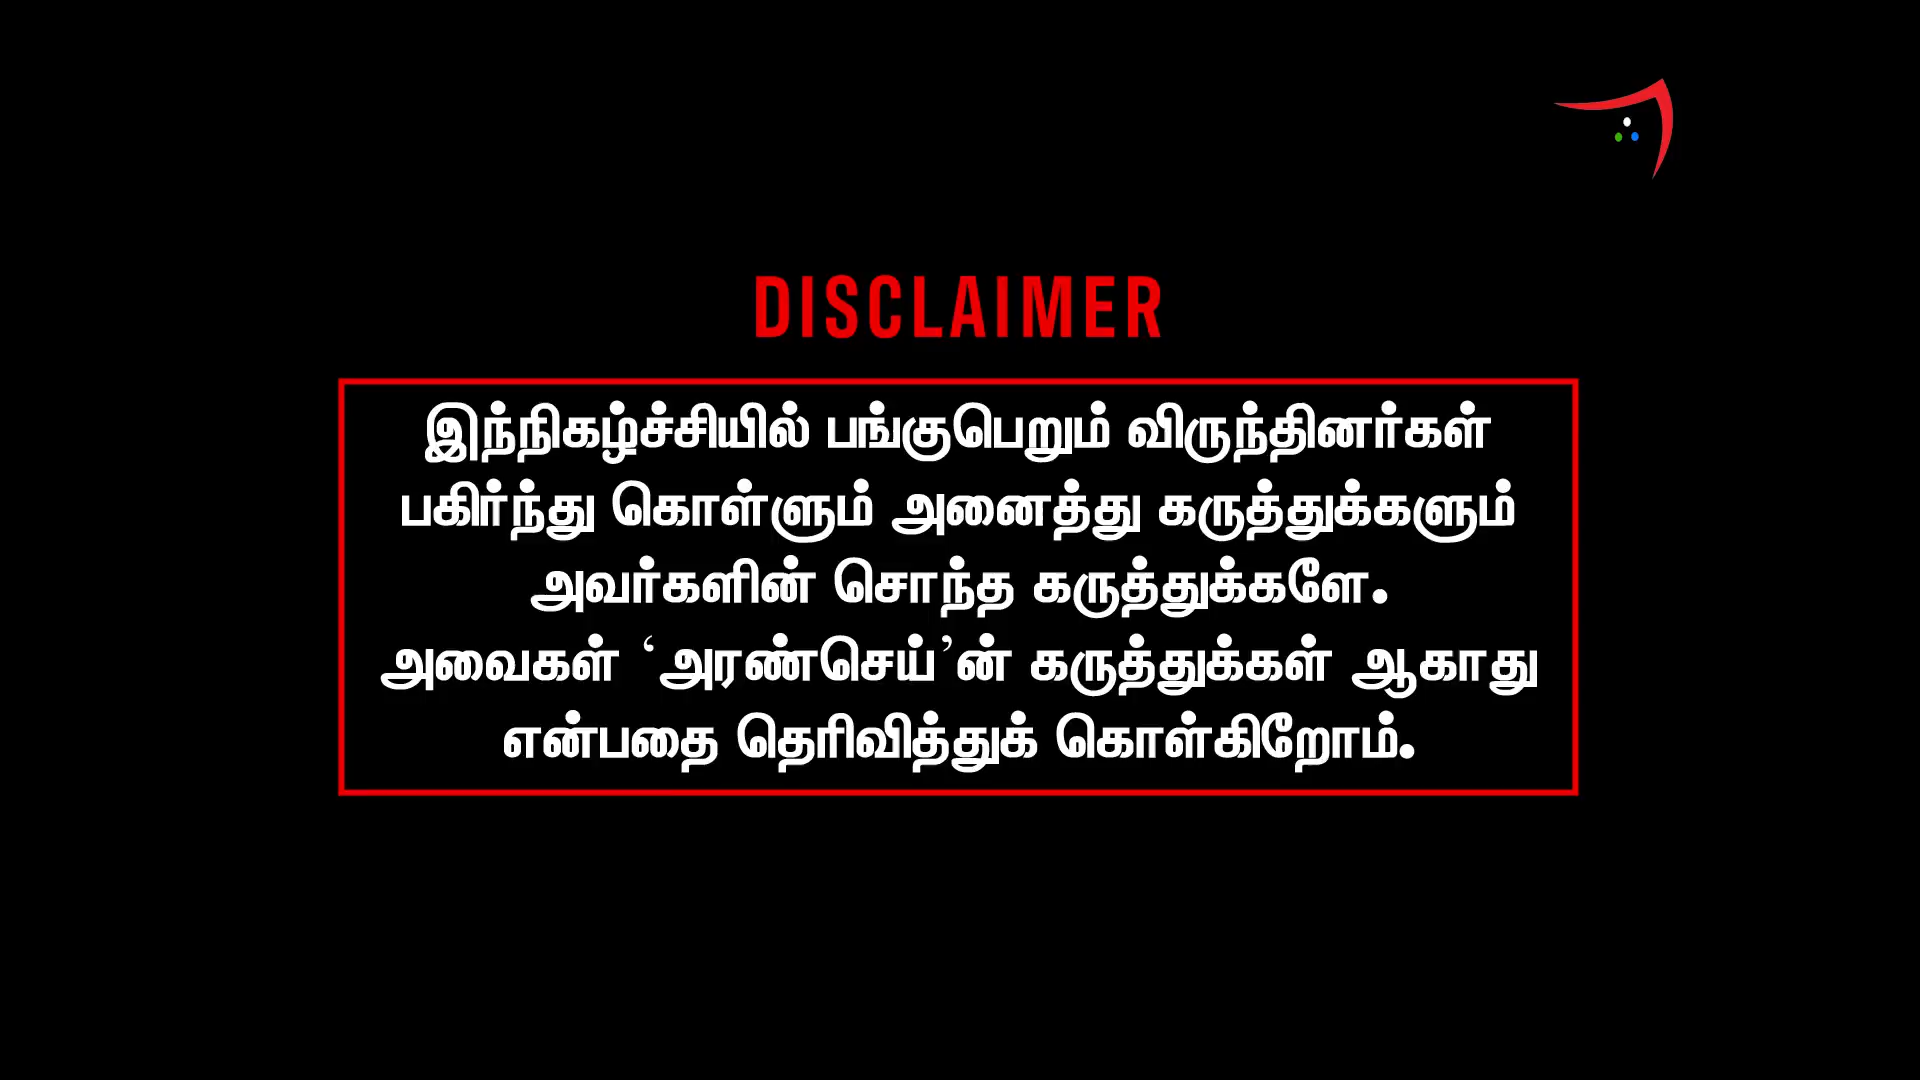 DISCLAIMER
இந்நிகழ்ச்சியில் பங்குபெறும் விருந்தினர்கள்
பகிர்ந்து கொள்ளும் அனைத்து கருத்துக்களும்
அவர்களின் சொந்த கருத்துக்களே.
அவைகள் ‘அரண்செய்’ன் கருத்துக்கள் ஆகாது
என்பதை தெரிவித்துக் கொள்கிறோம்.